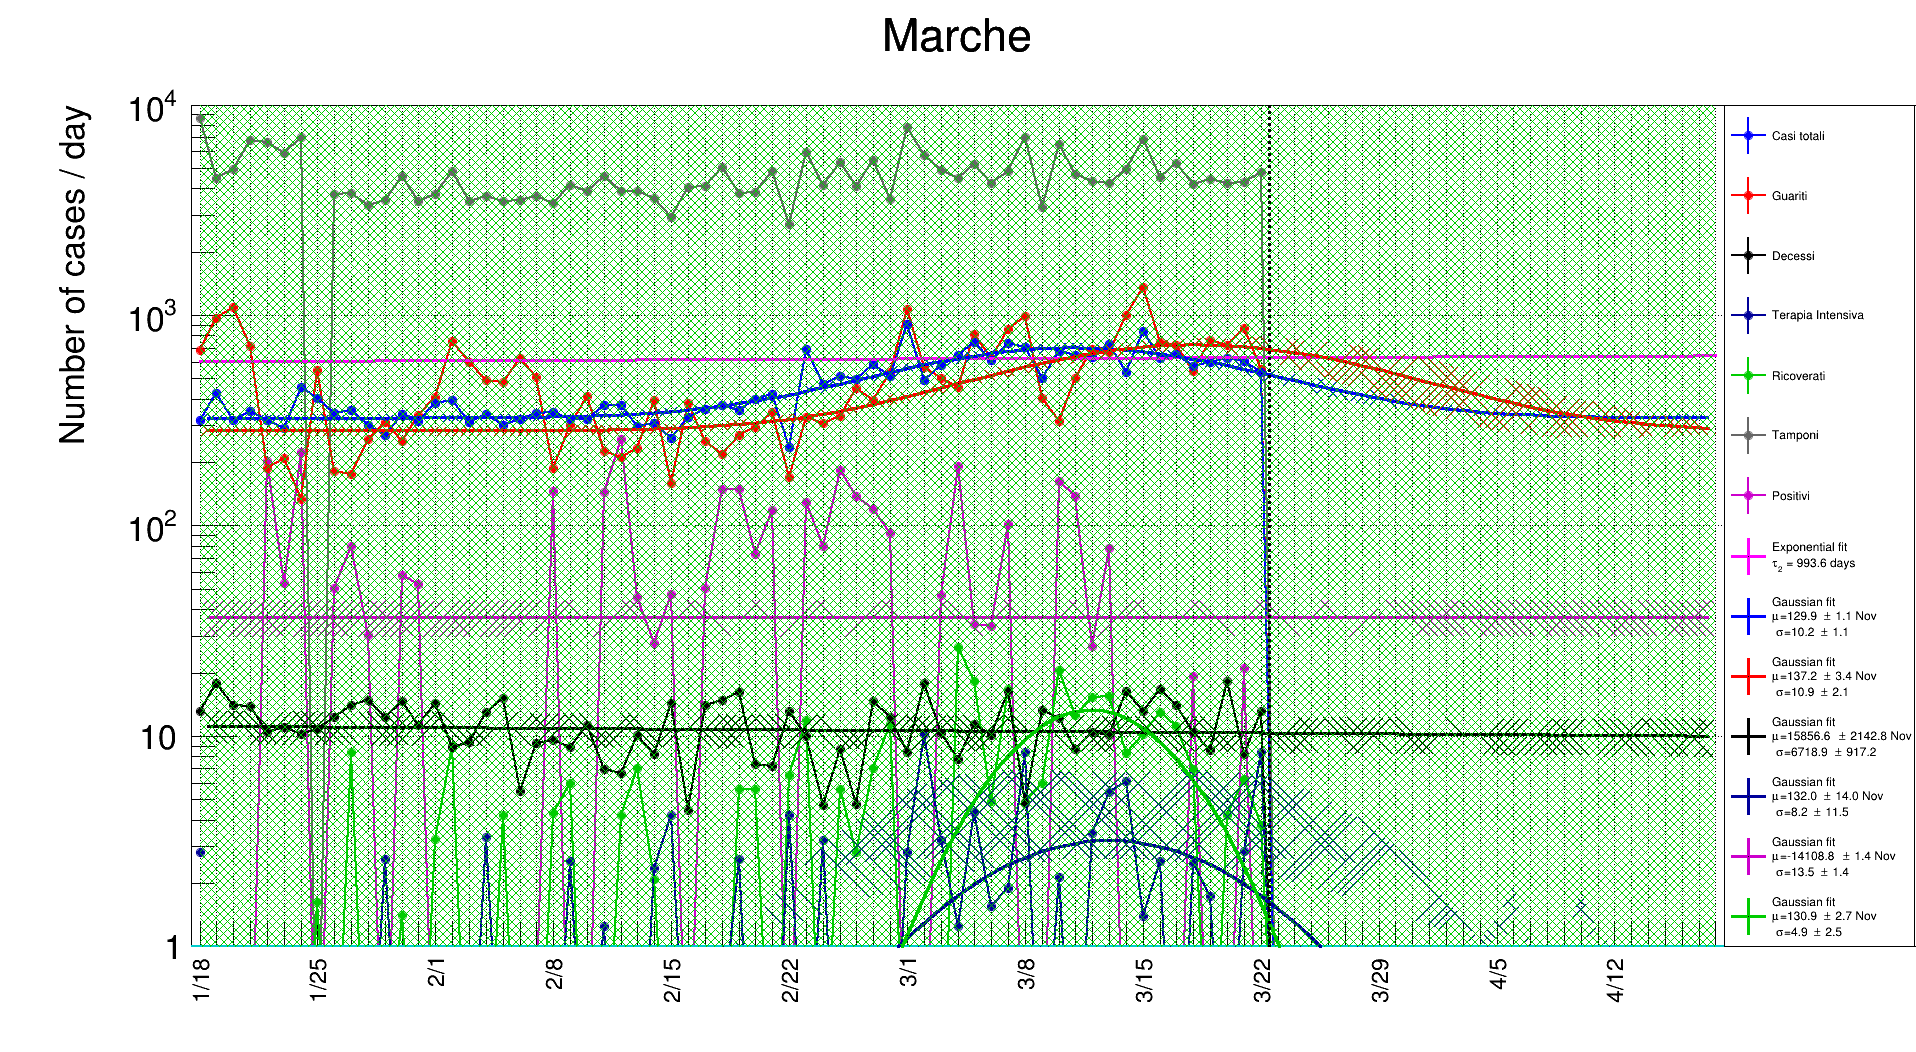 Marche
Number of cases / day
10^4
10^3
10^2
10
1
1/18
1/25
2/1
2/8
2/15
2/22
3/1
3/8
3/15
3/22
3/29
4/5
4/12
Casi totali
Guariti
Decessi
Terapia Intensiva
Ricoverati
Tamponi
Positivi
Exponential fit
τ₂ = 993.6 days
Gaussian fit
μ=129.9 ± 1.1 Nov
σ=10.2 ± 1.1
Gaussian fit
μ=137.2 ± 3.4 Nov
σ=10.9 ± 2.1
Gaussian fit
μ=15856.6 ± 2142.8 Nov
σ=6718.9 ± 917.2
Gaussian fit
μ=132.0 ± 14.0 Nov
σ=8.2 ± 11.5
Gaussian fit
μ=-14108.8 ± 1.4 Nov
σ=13.5 ± 1.4
Gaussian fit
μ=130.9 ± 2.7 Nov
σ=4.9 ± 2.5